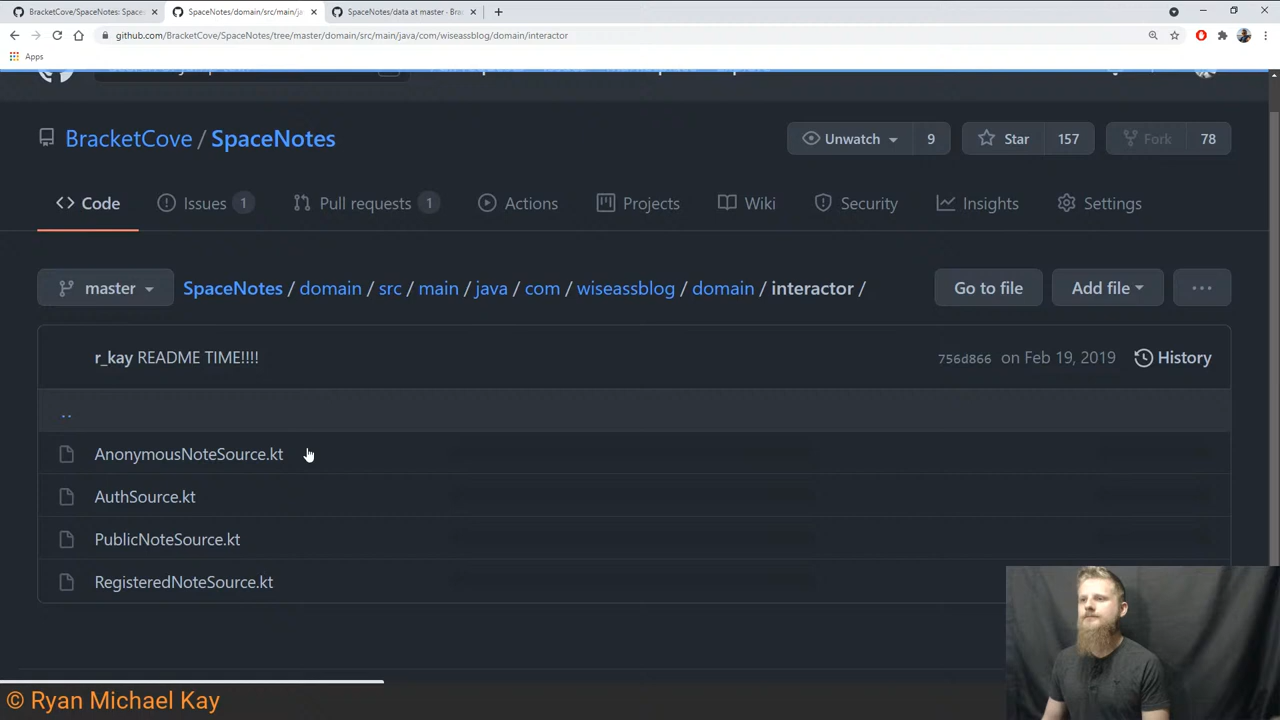 BracketCove/SpaceNotes: Space
SpaceNotes/domain/src/main/ja
SpaceNotes/data at master · Bra
github.com/BracketCove/SpaceNotes/tree/master/domain/src/main/java/com/wiseassblog/domain/interactor
Apps
BracketCove / SpaceNotes
Unwatch 9
Star 157
Fork 78
Code
Issues 1
Pull requests 1
Actions
Projects
Wiki
Security
Insights
Settings
master
SpaceNotes / domain / src / main / java / com / wiseassblog / domain / interactor /
Go to file
Add file
r_kay README TIME!!!!
756d866 on Feb 19, 2019
History
..
AnonymousNoteSource.kt
AuthSource.kt
PublicNoteSource.kt
RegisteredNoteSource.kt
© Ryan Michael Kay